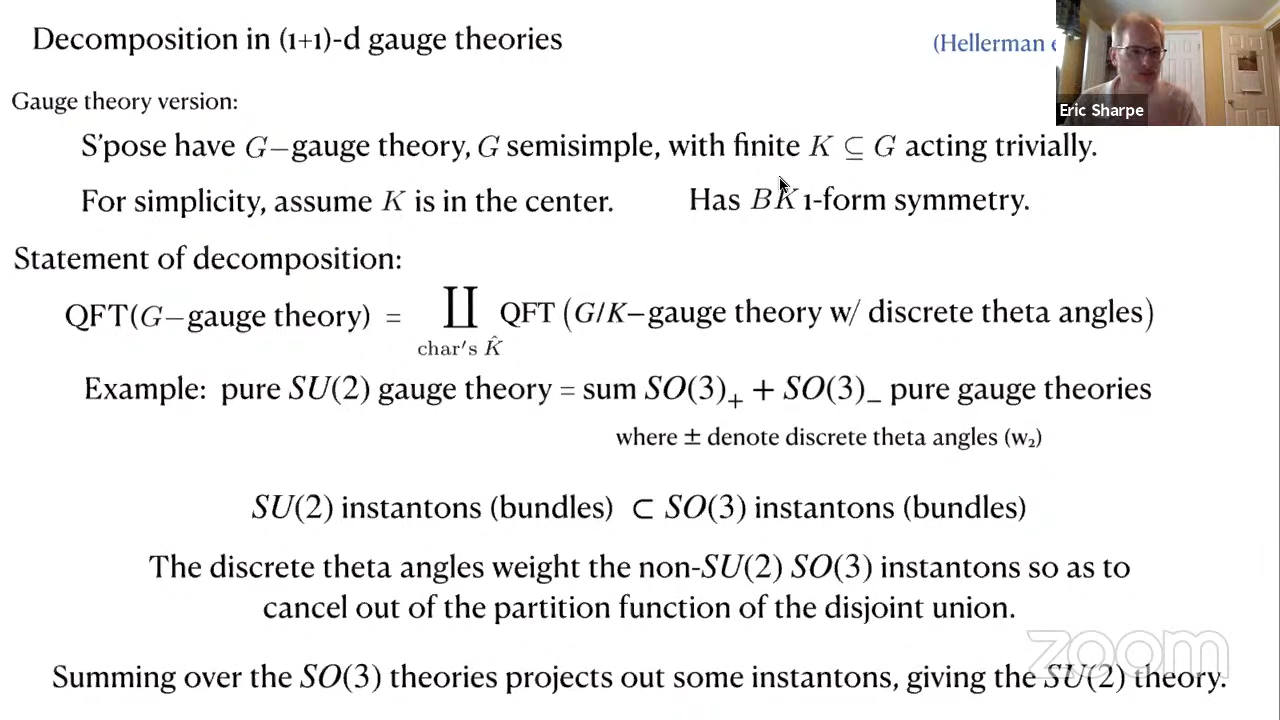 Decomposition in (1+1)-d gauge theories
(Hellerman
Eric Sharpe
Gauge theory version:
S'pose have G−gauge theory, G semisimple, with finite K ⊆ G acting trivially.
For simplicity, assume K is in the center. Has BK 1-form symmetry.
Statement of decomposition:
QFT(G−gauge theory) = ∐ QFT (G/K−gauge theory w/ discrete theta angles)
char's K̂
Example: pure SU(2) gauge theory = sum SO(3)₊ + SO(3)₋ pure gauge theories
where ± denote discrete theta angles (w₂)
SU(2) instantons (bundles) ⊂ SO(3) instantons (bundles)
The discrete theta angles weight the non-SU(2) SO(3) instantons so as to
cancel out of the partition function of the disjoint union.
zoom
Summing over the SO(3) theories projects out some instantons, giving the SU(2) theory.